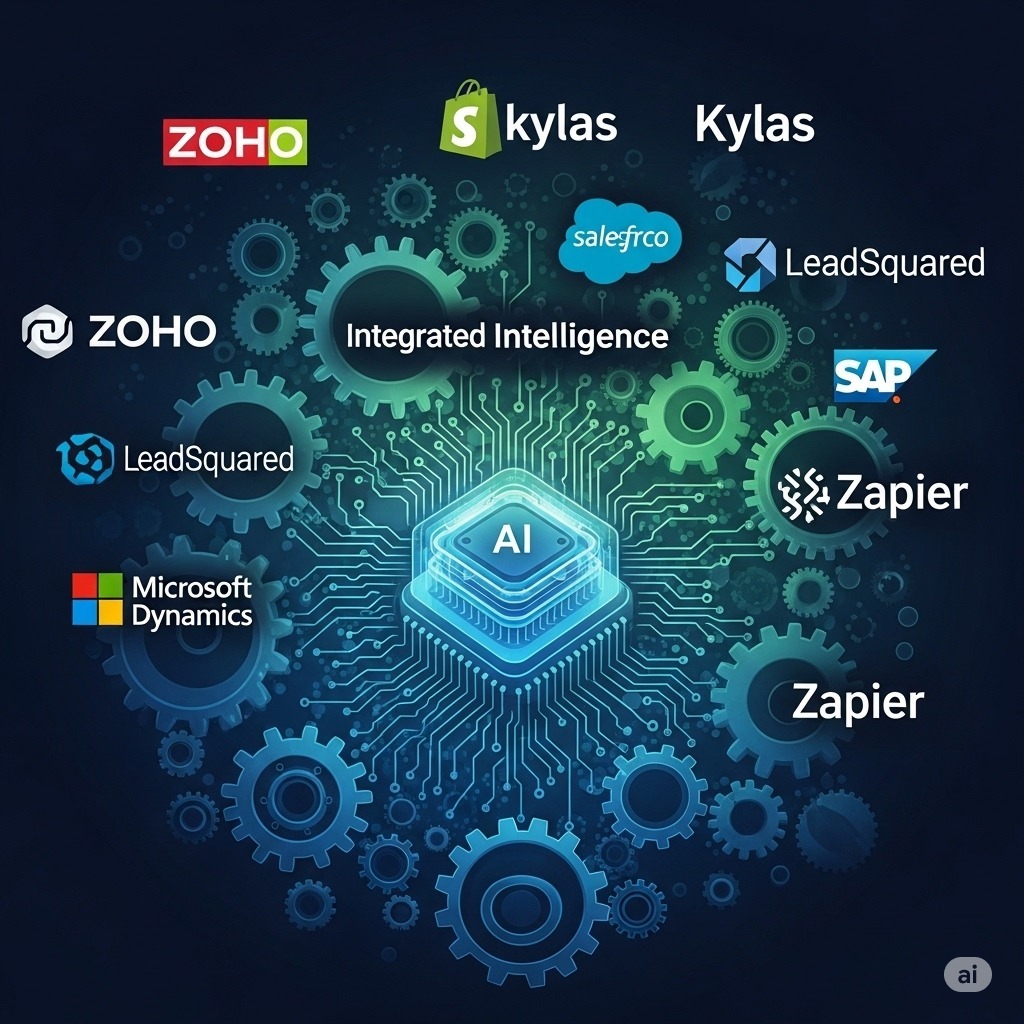 ZOHO
S kylas
Kylas
salesfrco
LeadSquared
Integrated Intelligence
ZOHO
SAP
LeadSquared
Zapier
AI
Microsoft
Dynamics
Zapier
ai